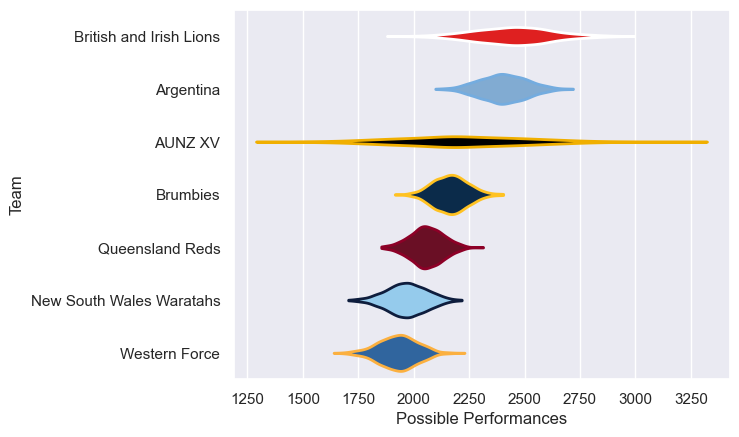 British and Irish Lions
Argentina
AUNZ XV
Brumbies
Queensland Reds
New South Wales Waratahs
Western Force
Team
1250 1500 1750 2000 2250 2500 2750 3000 3250
Possible Performances